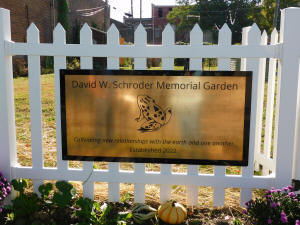 David W. Schroder Memorial Garden
Cultivating new relationships with the earth and one another.
Established 2022